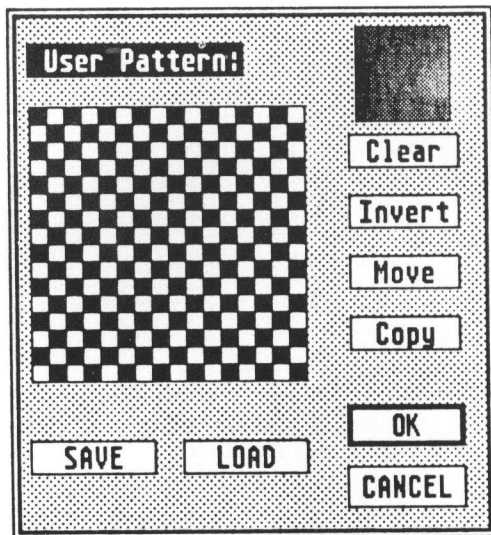 User Pattern:
Clear
Invert
Move
Copy
OK
SAVE LOAD
CANCEL